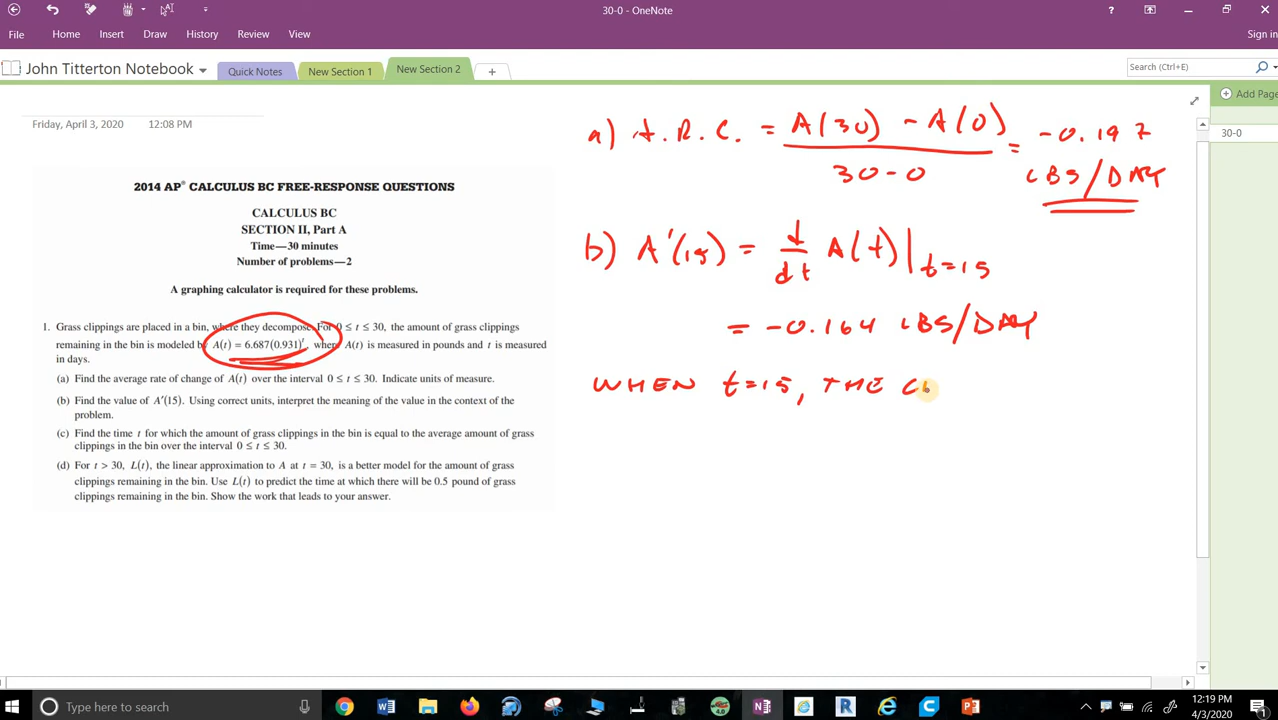 30-0 - OneNote
File Home Insert Draw History Review View Sign in
John Titterton Notebook Quick Notes New Section 1 New Section 2 + Search (Ctrl+E)
Add Page
30-0
Friday, April 3, 2020 12:08 PM
2014 AP® CALCULUS BC FREE-RESPONSE QUESTIONS
CALCULUS BC
SECTION II, Part A
Time—30 minutes
Number of problems—2
A graphing calculator is required for these problems.
1. Grass clippings are placed in a bin, where they decompose. For 0 ≤ t ≤ 30, the amount of grass clippings
remaining in the bin is modeled by A(t) = 6.687(0.931)^t, where A(t) is measured in pounds and t is measured
in days.
(a) Find the average rate of change of A(t) over the interval 0 ≤ t ≤ 30. Indicate units of measure.
(b) Find the value of A′(15). Using correct units, interpret the meaning of the value in the context of the
problem.
(c) Find the time t for which the amount of grass clippings in the bin is equal to the average amount of grass
clippings in the bin over the interval 0 ≤ t ≤ 30.
(d) For t > 30, L(t), the linear approximation to A at t = 30, is a better model for the amount of grass
clippings remaining in the bin. Use L(t) to predict the time at which there will be 0.5 pound of grass
clippings remaining in the bin. Show the work that leads to your answer.
a) A.R.C. = A(30) - A(0) / 30-0 = -0.197
LBS/DAY
b) A'(15) = d/dt A(t)|t=15
= -0.164 LBS/DAY
WHEN t=15, THE CL
Type here to search
12:19 PM
4/3/2020